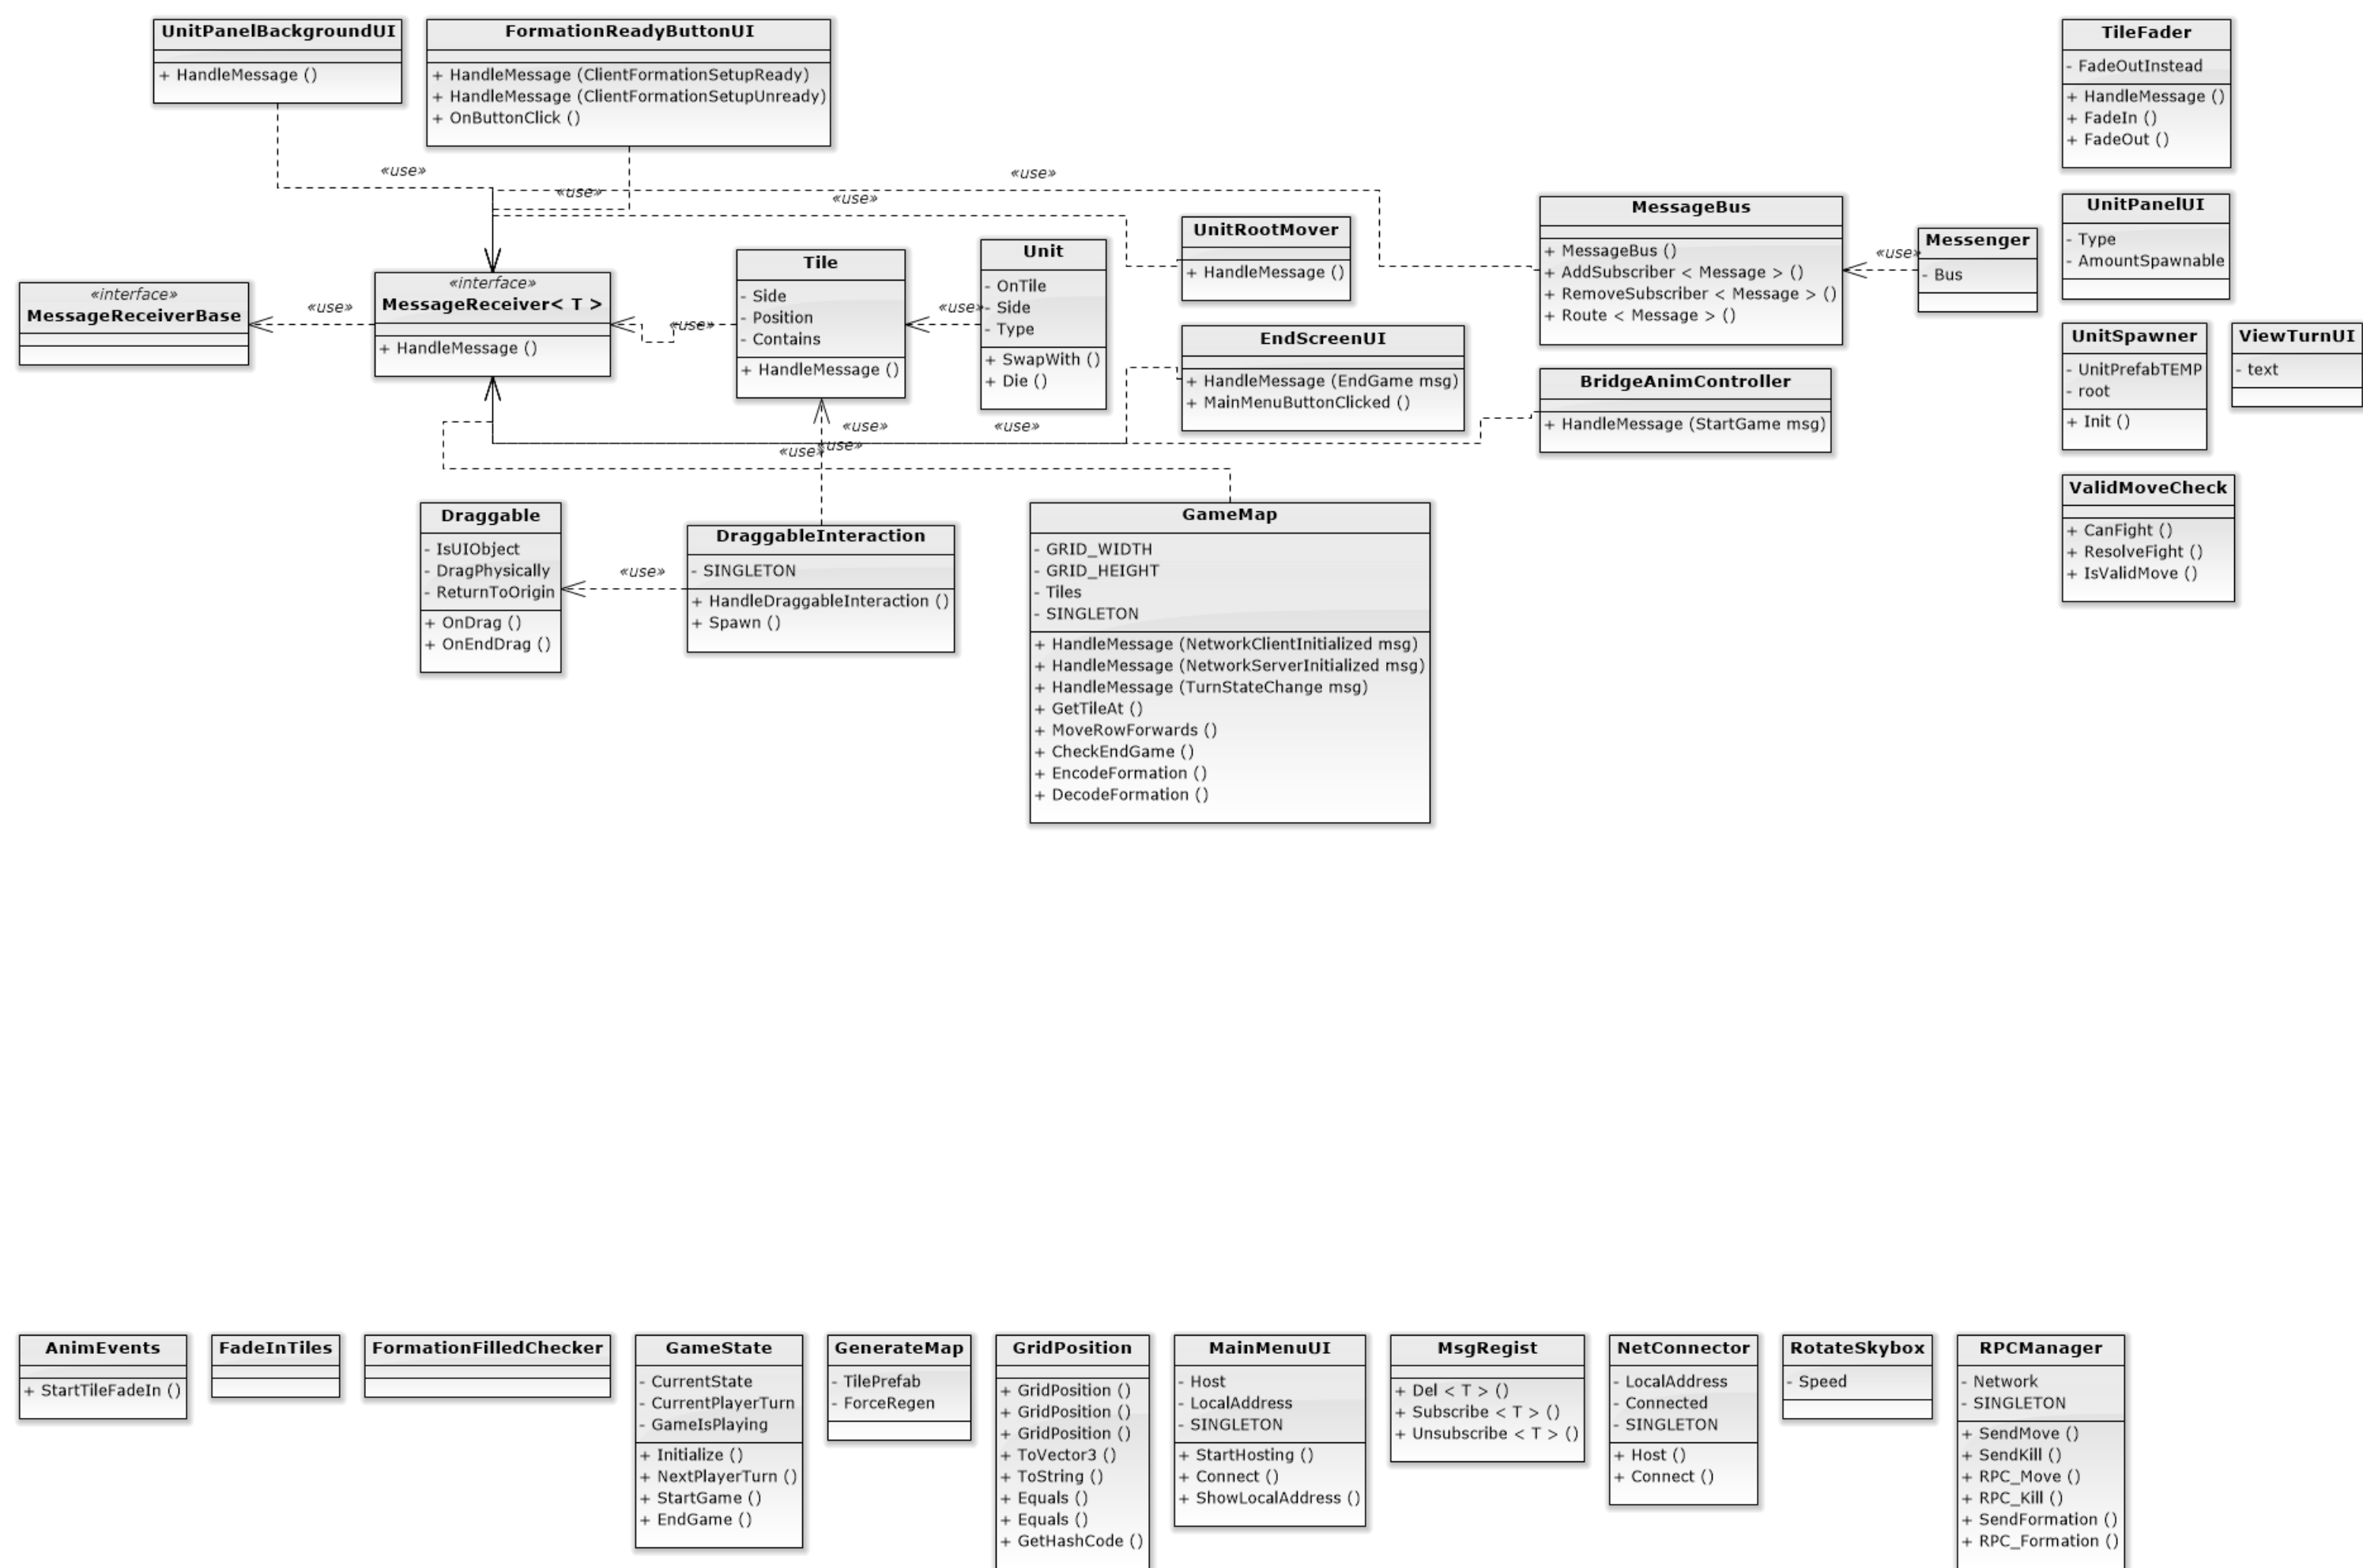 UnitPanelBackgroundUI
+ HandleMessage ()
FormationReadyButtonUI
+ HandleMessage (ClientFormationSetupReady)
+ HandleMessage (ClientFormationSetupUnready)
+ OnButtonClick ()
TileFader
- FadeOutInstead
+ HandleMessage ()
+ FadeIn ()
+ FadeOut ()
«use»
«use»
«use»
«use»
UnitRootMover
+ HandleMessage ()
MessageBus
+ MessageBus ()
+ AddSubscriber < Message > ()
+ RemoveSubscriber < Message > ()
+ Route < Message > ()
«use»
Messenger
- Bus
UnitPanelUI
- Type
- AmountSpawnable
«interface»
MessageReceiverBase
«use»
«interface»
MessageReceiver< T >
+ HandleMessage ()
«use»
Tile
- Side
- Position
- Contains
+ HandleMessage ()
«use»
Unit
- OnTile
- Side
- Type
+ SwapWith ()
+ Die ()
EndScreenUI
+ HandleMessage (EndGame msg)
+ MainMenuButtonClicked ()
BridgeAnimController
+ HandleMessage (StartGame msg)
UnitSpawner
- UnitPrefabTEMP
- root
+ Init ()
ViewTurnUI
- text
«use»
«use»
«use»
«use»
ValidMoveCheck
+ CanFight ()
+ ResolveFight ()
+ IsValidMove ()
Draggable
- IsUIObject
- DragPhysically
- ReturnToOrigin
+ OnDrag ()
+ OnEndDrag ()
«use»
DraggableInteraction
- SINGLETON
+ HandleDraggableInteraction ()
+ Spawn ()
GameMap
- GRID_WIDTH
- GRID_HEIGHT
- Tiles
- SINGLETON
+ HandleMessage (NetworkClientInitialized msg)
+ HandleMessage (NetworkServerInitialized msg)
+ HandleMessage (TurnStateChange msg)
+ GetTileAt ()
+ MoveRowForwards ()
+ CheckEndGame ()
+ EncodeFormation ()
+ DecodeFormation ()
AnimEvents
+ StartTileFadeIn ()
FadeInTiles
FormationFilledChecker
GameState
- CurrentState
- CurrentPlayerTurn
- GameIsPlaying
+ Initialize ()
+ NextPlayerTurn ()
+ StartGame ()
+ EndGame ()
GenerateMap
- TilePrefab
- ForceRegen
GridPosition
+ GridPosition ()
+ GridPosition ()
+ GridPosition ()
+ ToVector3 ()
+ ToString ()
+ Equals ()
+ Equals ()
+ GetHashCode ()
MainMenuUI
- Host
- LocalAddress
- SINGLETON
+ StartHosting ()
+ Connect ()
+ ShowLocalAddress ()
MsgRegist
+ Del < T > ()
+ Subscribe < T > ()
+ Unsubscribe < T > ()
NetConnector
- LocalAddress
- Connected
- SINGLETON
+ Host ()
+ Connect ()
RotateSkybox
- Speed
RPCManager
- Network
- SINGLETON
+ SendMove ()
+ SendKill ()
+ RPC_Move ()
+ RPC_Kill ()
+ SendFormation ()
+ RPC_Formation ()